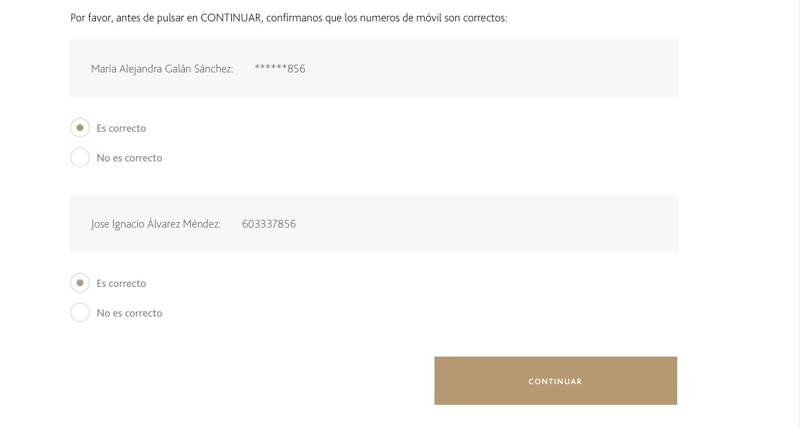 Por favor, antes de pulsar en CONTINUAR, confírmanos que los numeros de móvil son correctos:
María Alejandra Galán Sánchez: ******856
Es correcto
No es correcto
Jose Ignacio Álvarez Méndez: 603337856
Es correcto
No es correcto
CONTINUAR